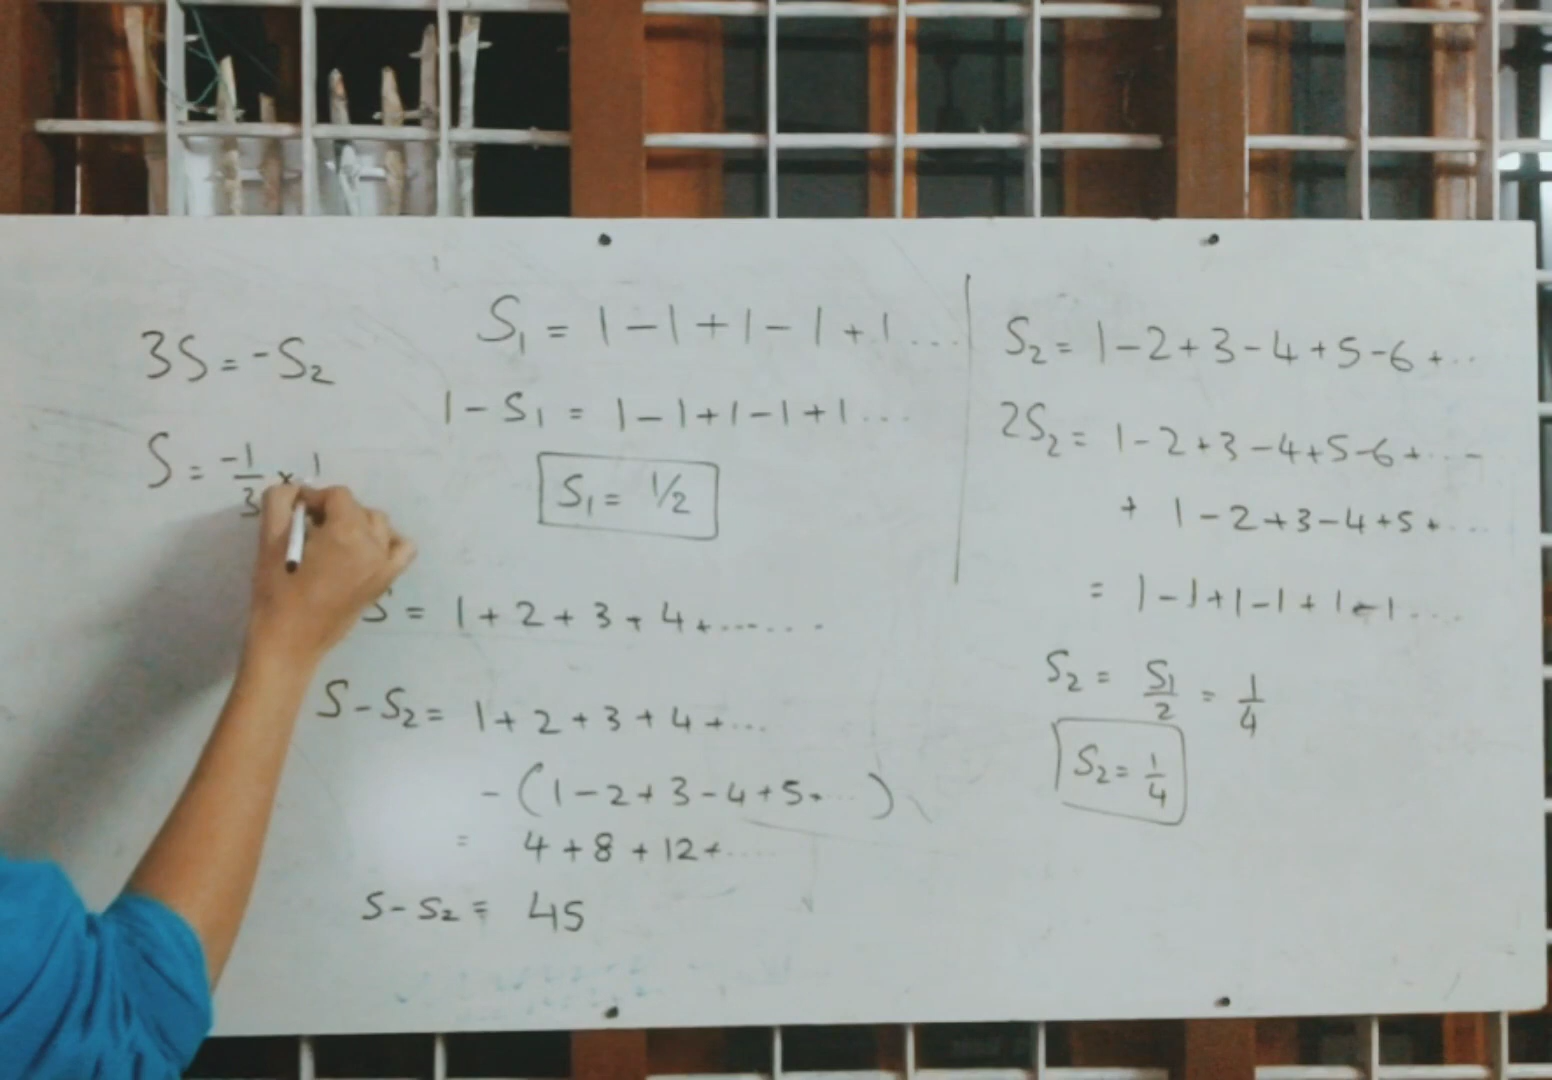 3S = -S₂
S = -1/3 × 1
S₁ = 1-1+1-1+1...
1-S₁ = 1-1+1-1+1...
S₁ = 1/2
S = 1+2+3+4+......
S-S₂ = 1+2+3+4+...
-(1-2+3-4+5+...)
= 4+8+12+....
S-S₂ = 4S
S₂ = 1-2+3-4+5-6+...
2S₂ = 1-2+3-4+5-6+....
+ 1-2+3-4+5+...
= 1-1+1-1+1-1....
S₂ = S₁/2 = 1/4
S₂ = 1/4